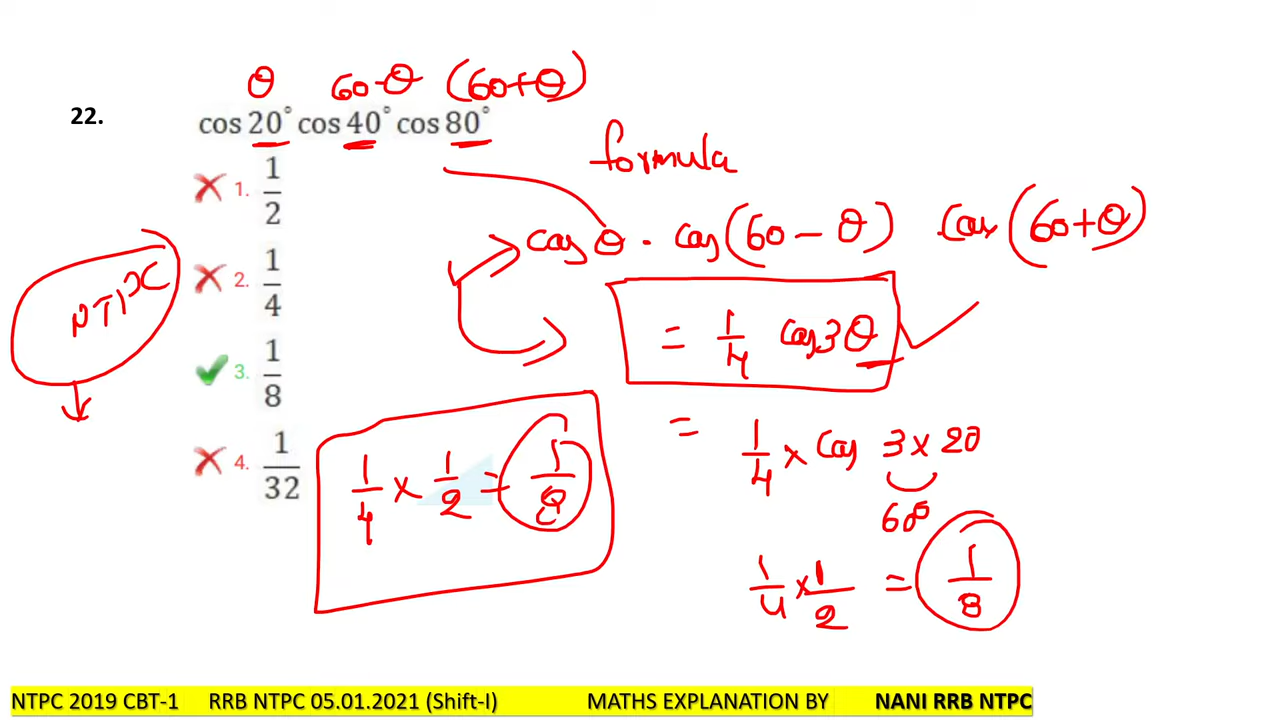 θ 60-θ (60+θ)
22. cos 20° cos 40° cos 80°
formula
1. 1/2
cos θ . cos (60 - θ) cos (60 + θ)
2. 1/4
= 1/4 cos 3θ
3. 1/8
= 1/4 × cos 3 × 20
60°
4. 1/32
1/4 × 1/2 = 1/8
1/4 × 1/2 = 1/8
NTPC 2019 CBT-1 RRB NTPC 05.01.2021 (Shift-I) MATHS EXPLANATION BY NANI RRB NTPC